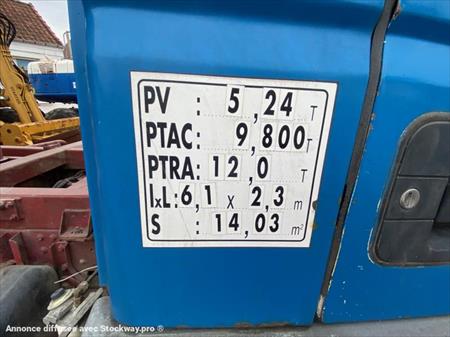 PV : 5,24 T
PTAC: 9,800 T
PTRA: 12,0 T
lxL: 6,1 x 2,3 m
S : 14,03 m²
Annonce diffusée avec Stockway.pro ®